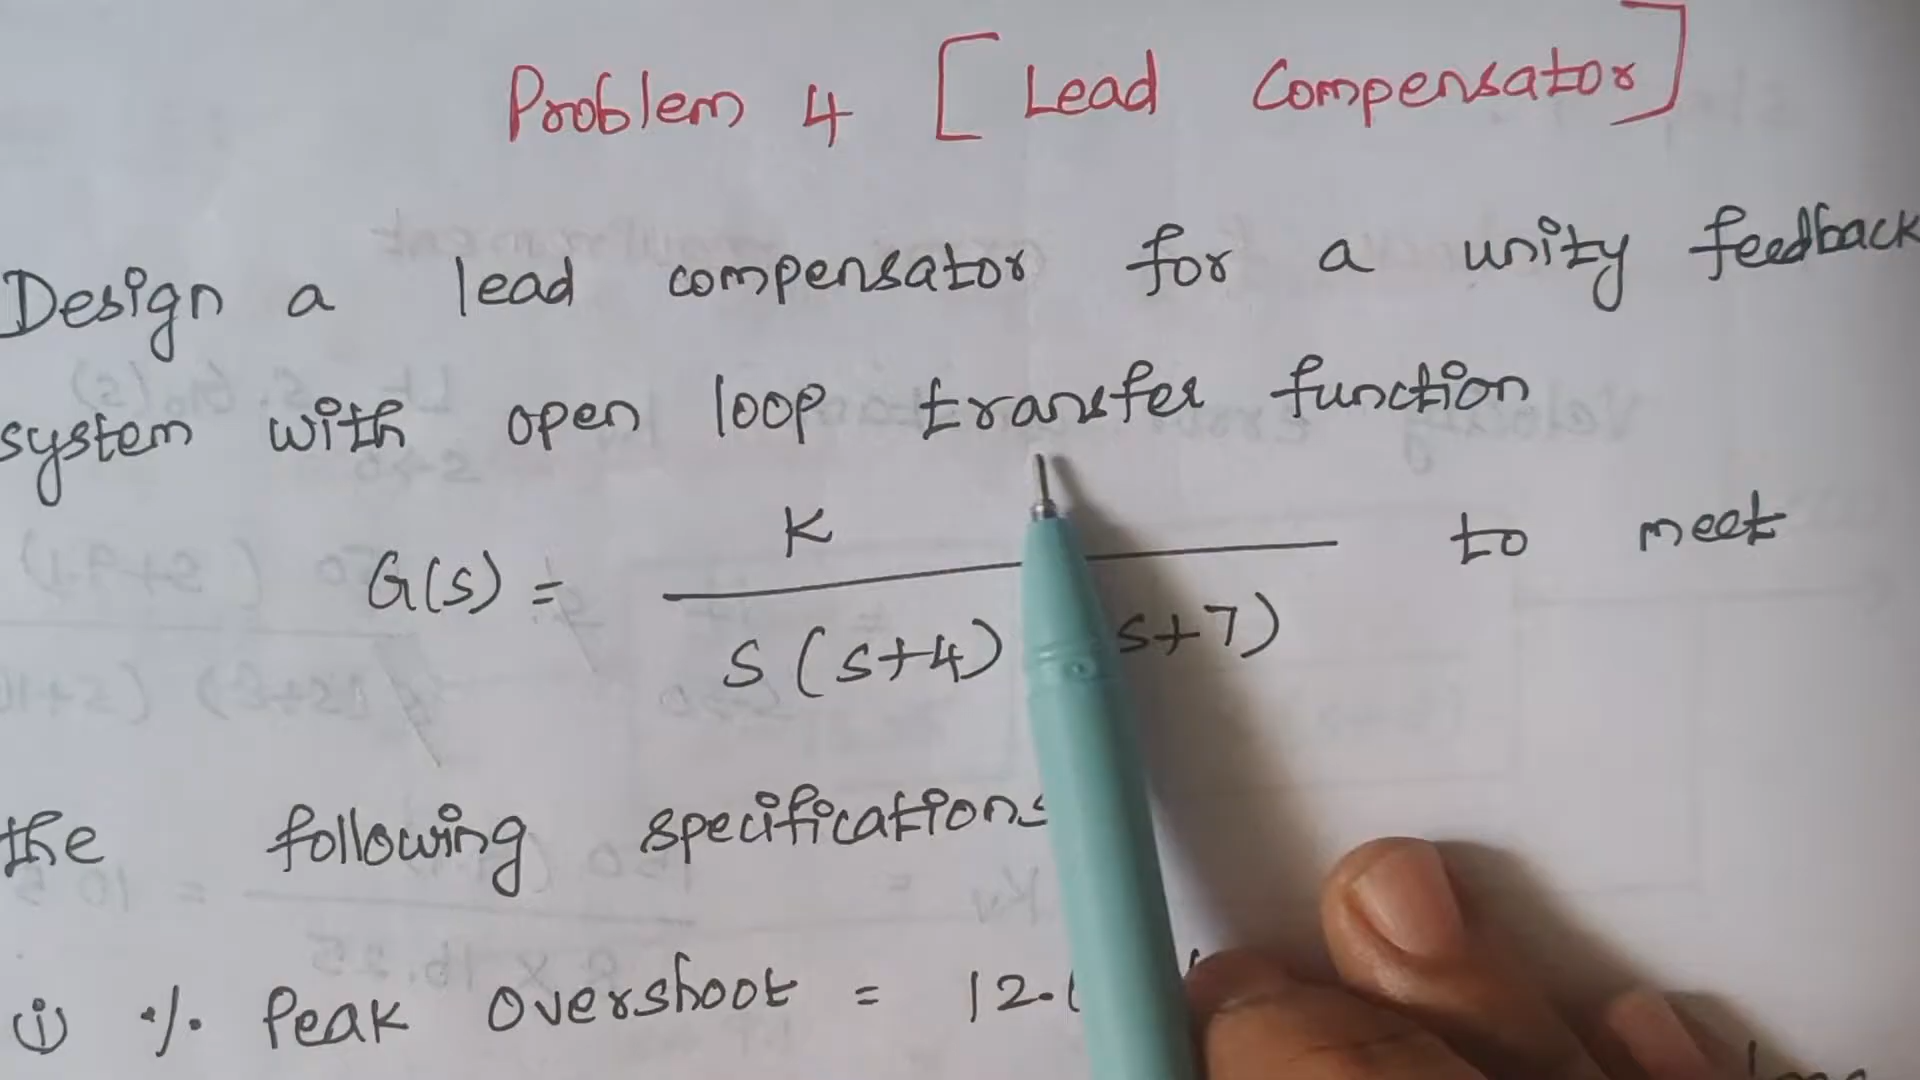 Problem 4 [Lead Compensator]
Design a lead compensator for a unity feedback
system with open loop transfer function
G(s) = K / S(s+4) s+7) to meet
the following specifications
(i) % Peak Overshoot = 12.